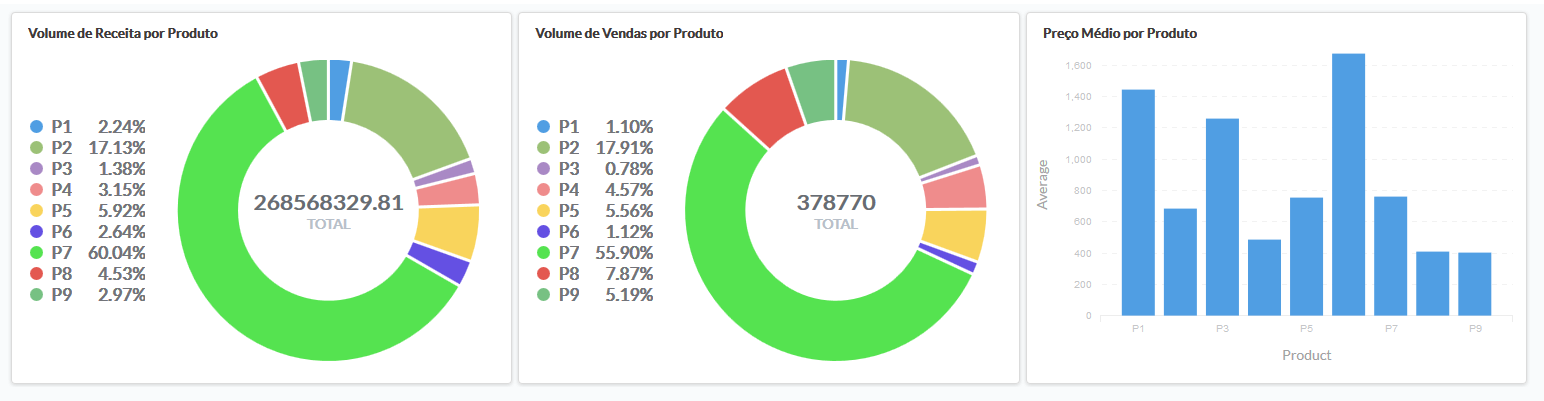 Volume de Receita por Produto
P1 2.24%
P2 17.13%
P3 1.38%
P4 3.15%
P5 5.92%
P6 2.64%
P7 60.04%
P8 4.53%
P9 2.97%
268568329.81
TOTAL
Volume de Vendas por Produto
P1 1.10%
P2 17.91%
P3 0.78%
P4 4.57%
P5 5.56%
P6 1.12%
P7 55.90%
P8 7.87%
P9 5.19%
378770
TOTAL
Preço Médio por Produto
Average
1,600
1,400
1,200
1,000
800
600
400
200
0
P1 P3 P5 P7 P9
Product